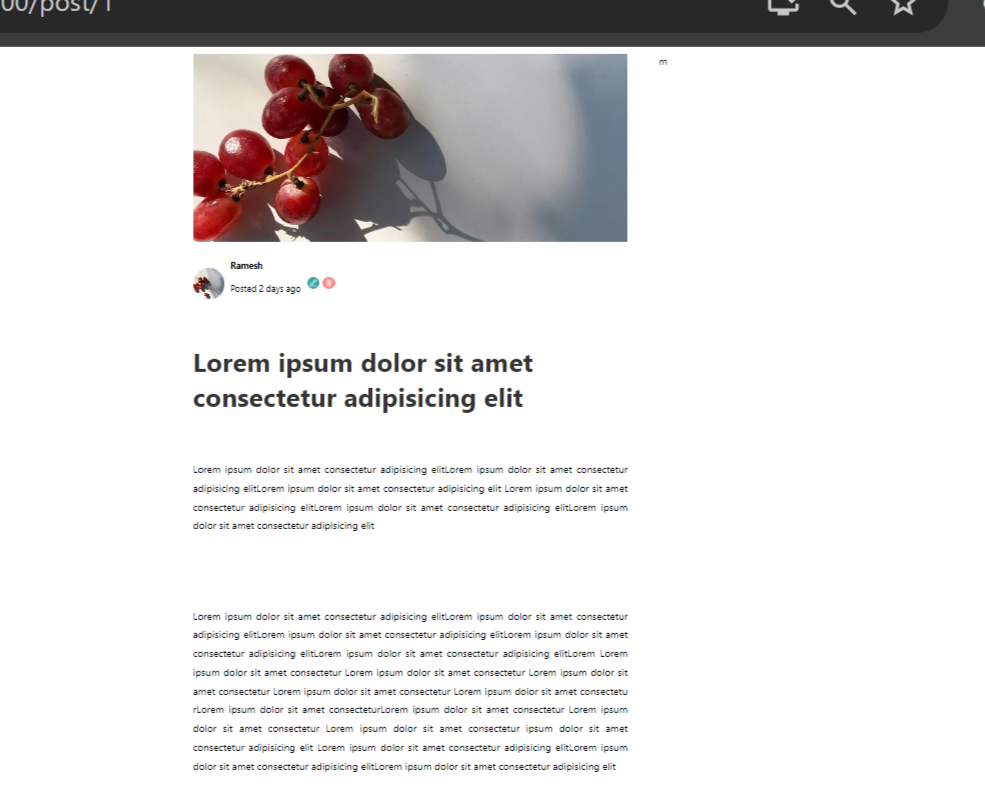 00/post/1
m
Ramesh
Posted 2 days ago
Lorem ipsum dolor sit amet
consectetur adipisicing elit
Lorem ipsum dolor sit amet consectetur adipisicing elitLorem ipsum dolor sit amet consectetur
adipisicing elitLorem ipsum dolor sit amet consectetur adipisicing elit Lorem ipsum dolor sit amet
consectetur adipisicing elitLorem ipsum dolor sit amet consectetur adipisicing elitLorem ipsum
dolor sit amet consectetur adipisicing elit
Lorem ipsum dolor sit amet consectetur adipisicing elitLorem ipsum dolor sit amet consectetur
adipisicing elitLorem ipsum dolor sit amet consectetur adipisicing elitLorem ipsum dolor sit amet
consectetur adipisicing elitLorem ipsum dolor sit amet consectetur adipisicing elitLorem Lorem
ipsum dolor sit amet consectetur Lorem ipsum dolor sit amet consectetur Lorem ipsum dolor sit
amet consectetur Lorem ipsum dolor sit amet consectetur Lorem ipsum dolor sit amet consectetu
rLorem ipsum dolor sit amet consecteturLorem ipsum dolor sit amet consectetur Lorem ipsum
dolor sit amet consectetur Lorem ipsum dolor sit amet consectetur ipsum dolor sit amet
consectetur adipisicing elit Lorem ipsum dolor sit amet consectetur adipisicing elitLorem ipsum
dolor sit amet consectetur adipisicing elitLorem ipsum dolor sit amet consectetur adipisicing elit